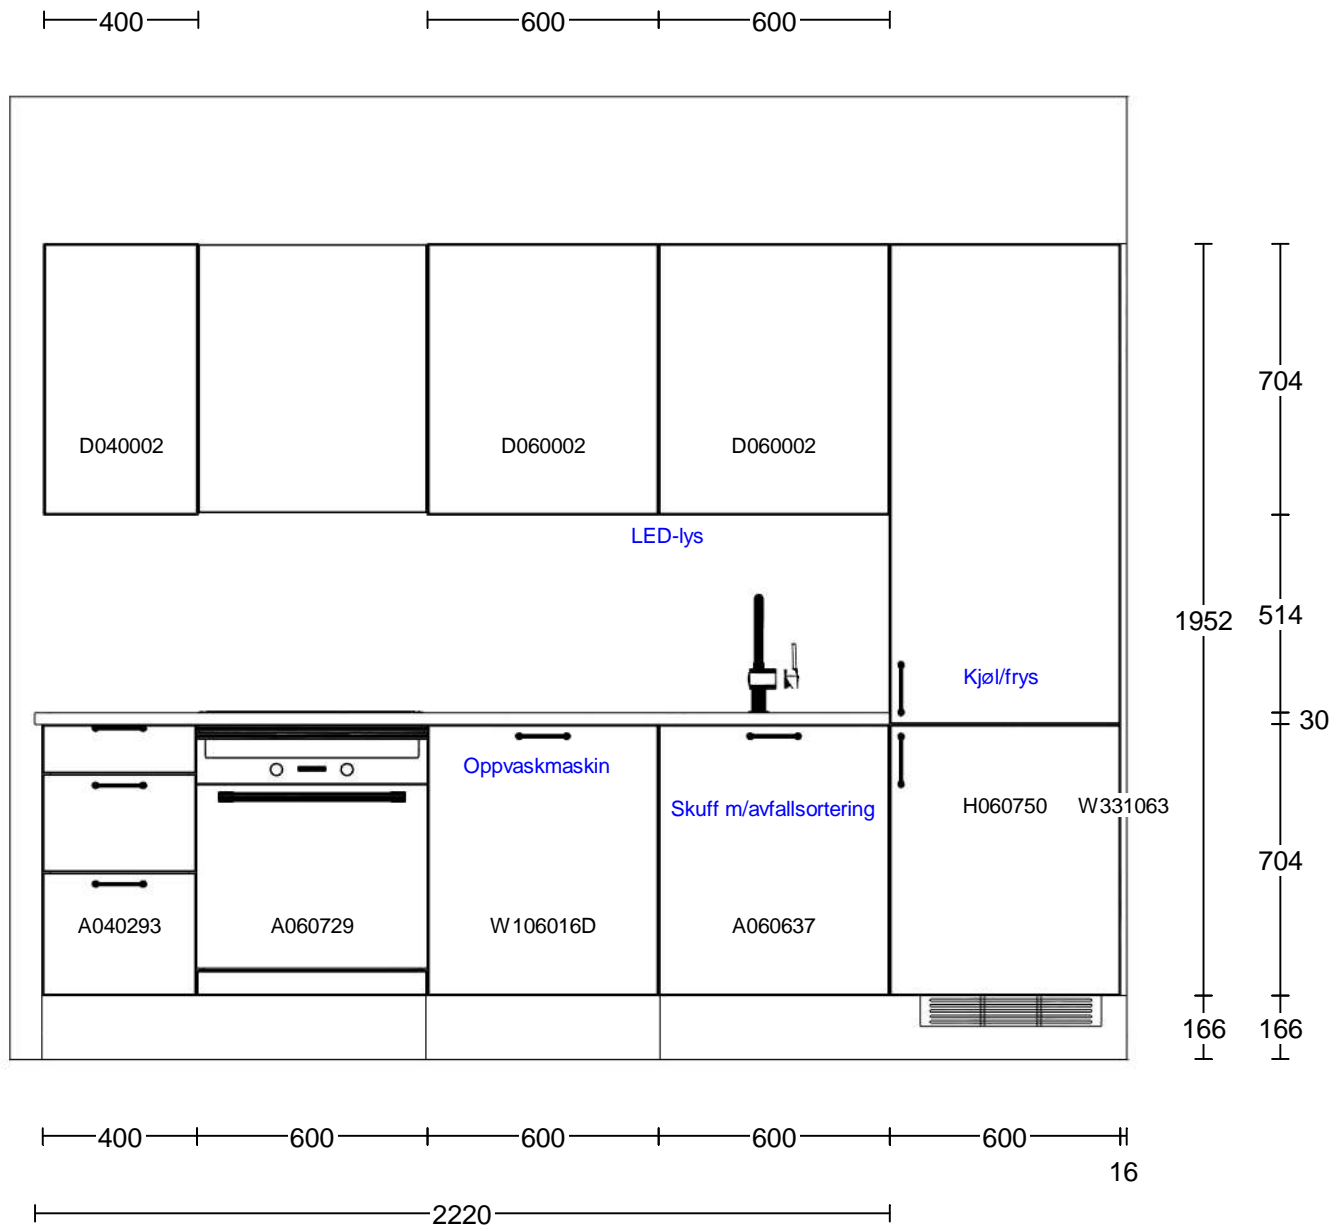 400 600 600
D040002 D060002 D060002
704
LED-lys
1952 514
Kjøl/frys
30
Oppvaskmaskin
Skuff m/avfallsortering
H060750 W331063
704
A040293 A060729 W106016D A060637
166 166
400 600 600 600 600
16
2220